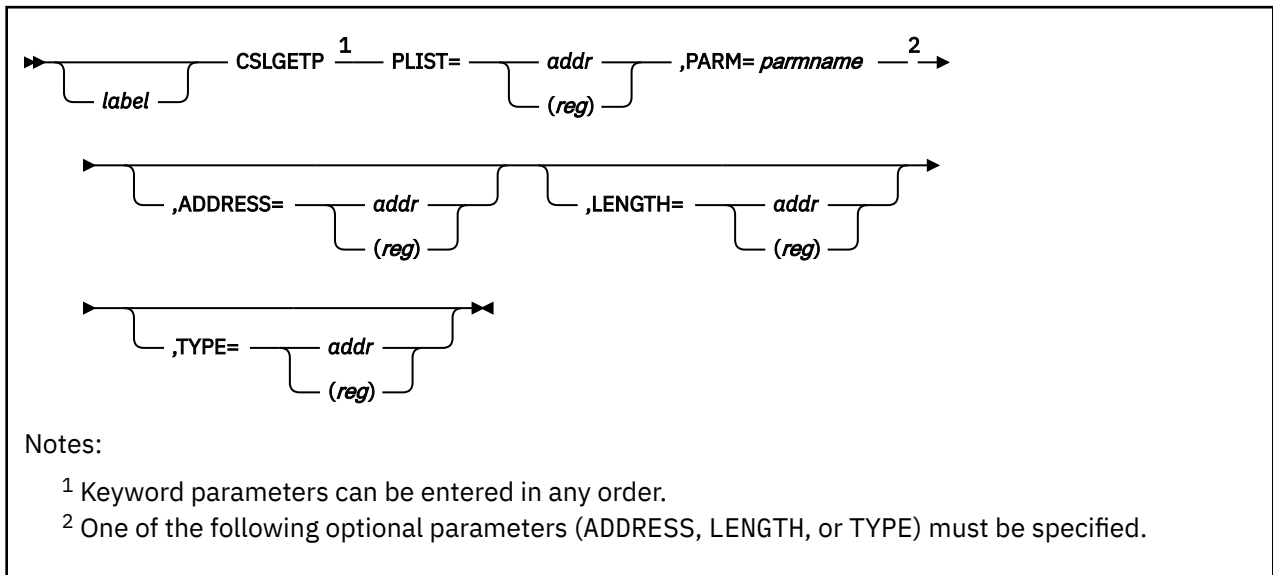 CSLGETP 1 PLIST= addr ,PARM= parmname 2
label (reg)
,ADDRESS= addr ,LENGTH= addr
(reg) (reg)
,TYPE= addr
(reg)
Notes:
1 Keyword parameters can be entered in any order.
2 One of the following optional parameters (ADDRESS, LENGTH, or TYPE) must be specified.